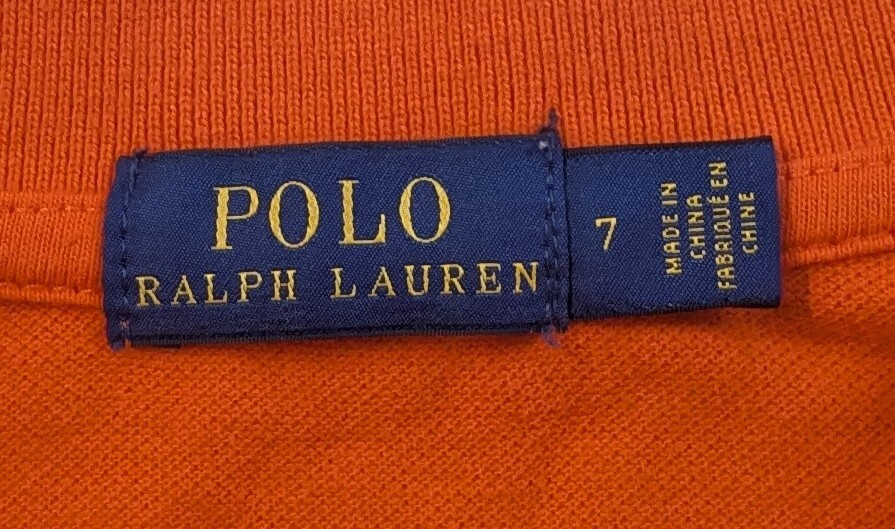 POLO
RALPH LAUREN
7
MADE IN
CHINA
FABRIQUÉ EN
CHINE